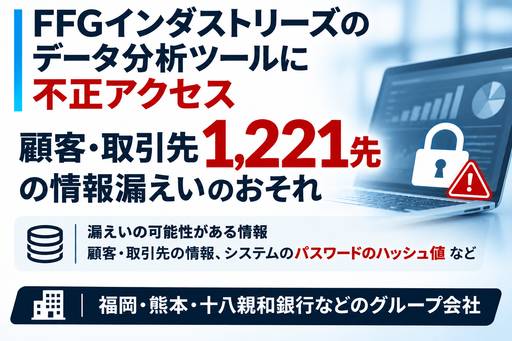 FFGインダストリーズの
データ分析ツールに
不正アクセス
顧客・取引先1,221先
の情報漏えいのおそれ
漏えいの可能性がある情報
顧客・取引先の情報、システムのパスワードのハッシュ値 など
福岡・熊本・十八親和銀行などのグループ会社